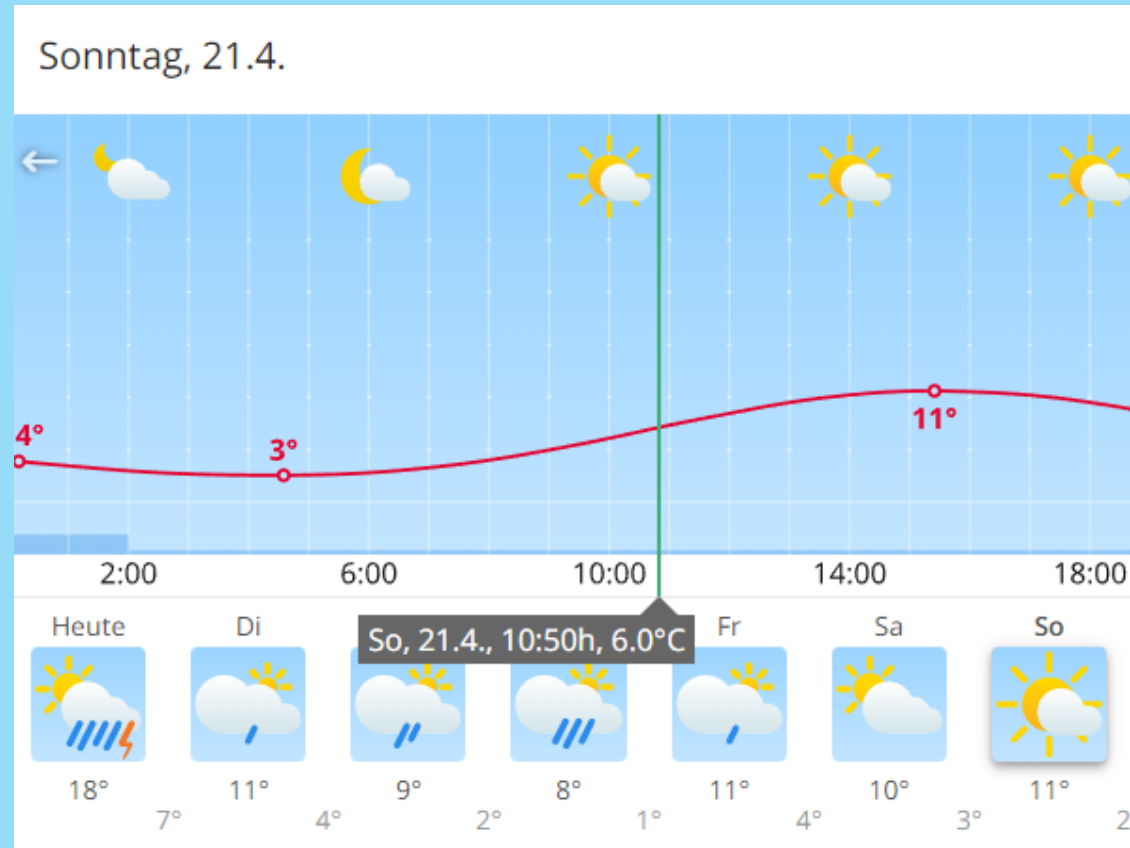 Sonntag, 21.4.
4°
3°
11°
2:00 6:00 10:00 14:00 18:00
Heute Di Fr Sa So
So, 21.4., 10:50h, 6.0°C
18° 11° 9° 8° 11° 10° 11°
7° 4° 2° 1° 4° 3° 2